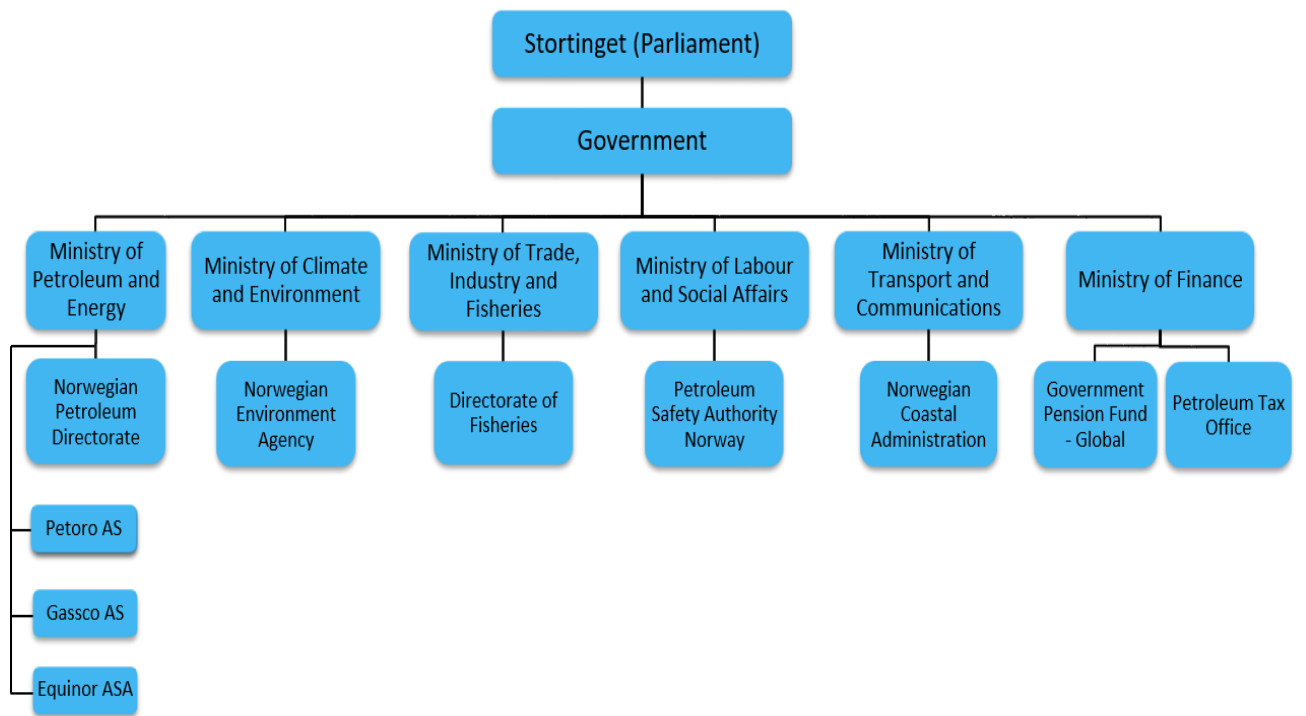 Stortinget (Parliament)
Government
Ministry of
Petroleum and
Energy
Ministry of Climate
and Environment
Ministry of Trade,
Industry and
Fisheries
Ministry of Labour
and Social Affairs
Ministry of
Transport and
Communications
Ministry of Finance
Norwegian
Petroleum
Directorate
Norwegian
Environment
Agency
Directorate of
Fisheries
Petroleum
Safety Authority
Norway
Norwegian
Coastal
Administration
Government
Pension Fund
- Global
Petroleum Tax
Office
Petoro AS
Gassco AS
Equinor ASA